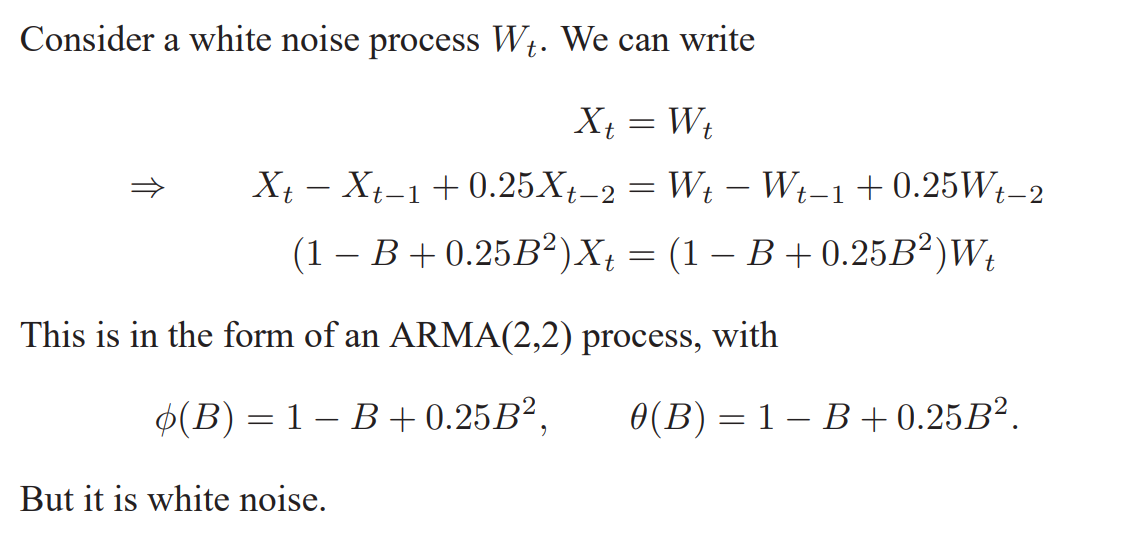 Consider a white noise process $W_t$. We can write
$X_t = W_t$
$\Rightarrow \quad X_t - X_{t-1} + 0.25X_{t-2} = W_t - W_{t-1} + 0.25W_{t-2}$
$(1 - B + 0.25B^2)X_t = (1 - B + 0.25B^2)W_t$
This is in the form of an ARMA(2,2) process, with
$\phi(B) = 1 - B + 0.25B^2, \quad \theta(B) = 1 - B + 0.25B^2.$
But it is white noise.